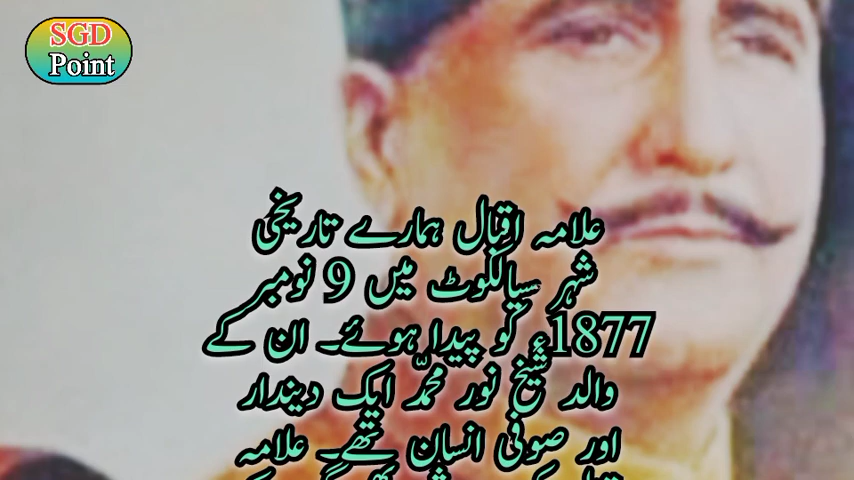 SGD
Point
علامہ اقبال ہمارے تاریخی
شہر سیالکوٹ میں 9 نومبر
1877ء کو پیدا ہوئے۔ ان کے
والد شیخ نور محمّد ایک دیندار
اور صوفی انسان تھے۔ علامہ